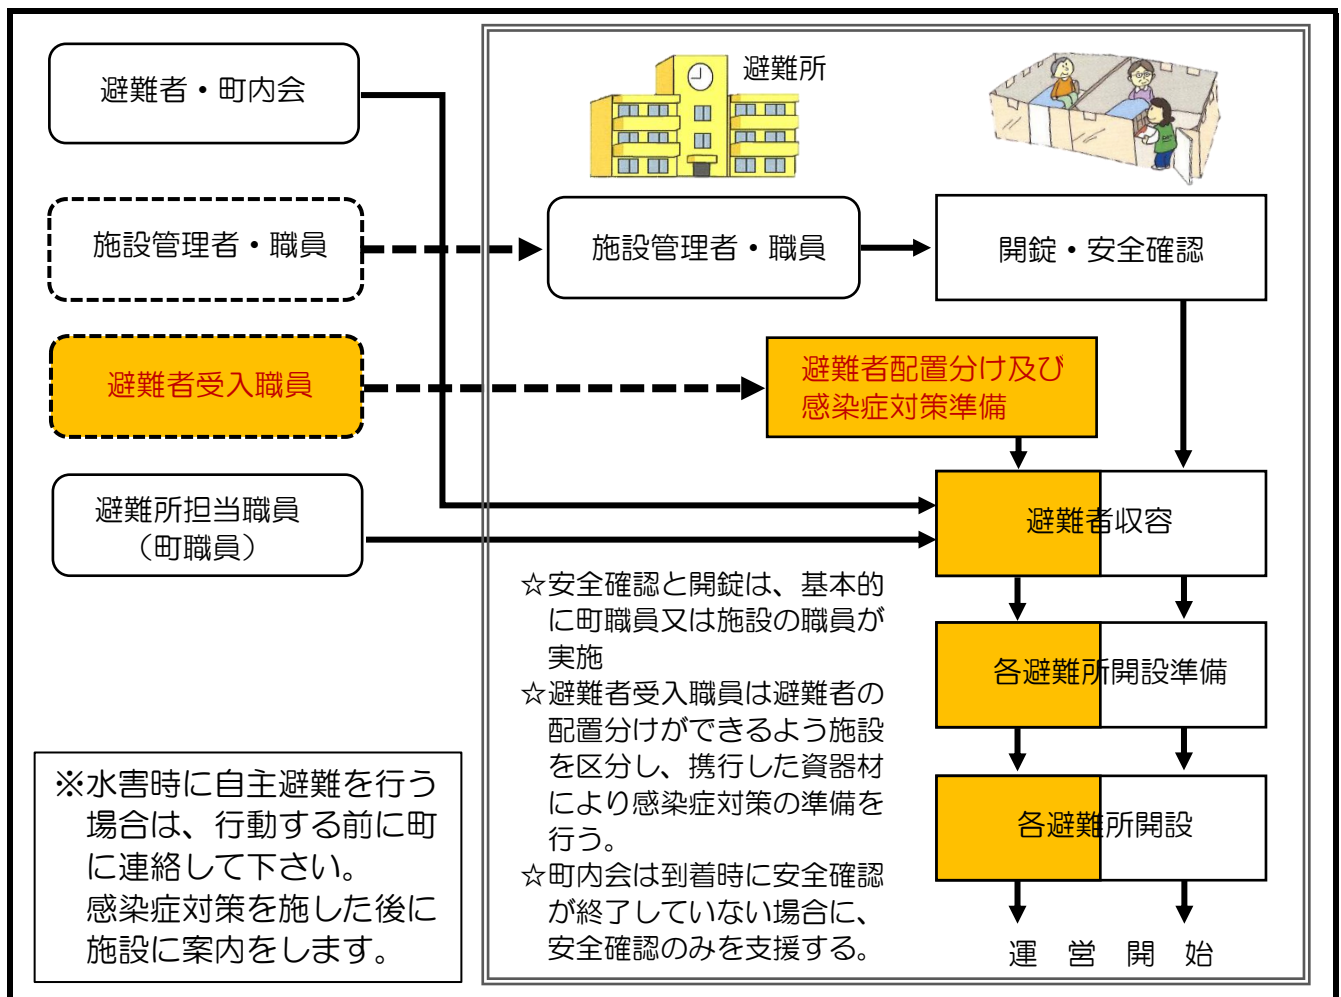 避難者・町内会
避難所
施設管理者・職員
施設管理者・職員
開錠・安全確認
避難者受入職員
避難者配置分け及び
感染症対策準備
避難所担当職員
（町職員）
避難者収容
☆安全確認と開錠は、基本的
に町職員又は施設の職員が
実施
☆避難者受入職員は避難者の
配置分けができるよう施設
を区分し、携行した資器材
により感染症対策の準備を
行う。
☆町内会は到着時に安全確認
が終了していない場合に、
安全確認のみを支援する。
各避難所開設準備
各避難所開設
運 営 開 始
※水害時に自主避難を行う
場合は、行動する前に町
に連絡して下さい。
感染症対策を施した後に
施設に案内をします。